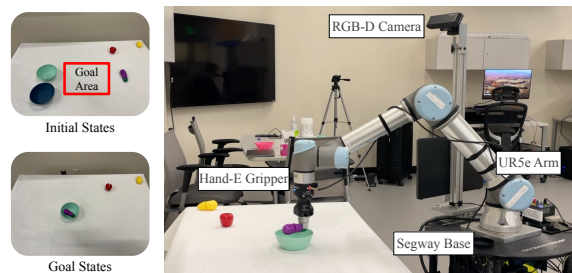 Goal
Area
Initial States
Goal States
RGB-D Camera
UR5e Arm
Hand-E Gripper
Segway Base